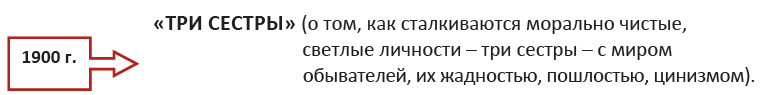 «ТРИ СЕСТРЫ» (о том, как сталкиваются морально чистые,
светлые личности – три сестры – с миром
1900 г.
обывателей, их жадностью, пошлостью, цинизмом).